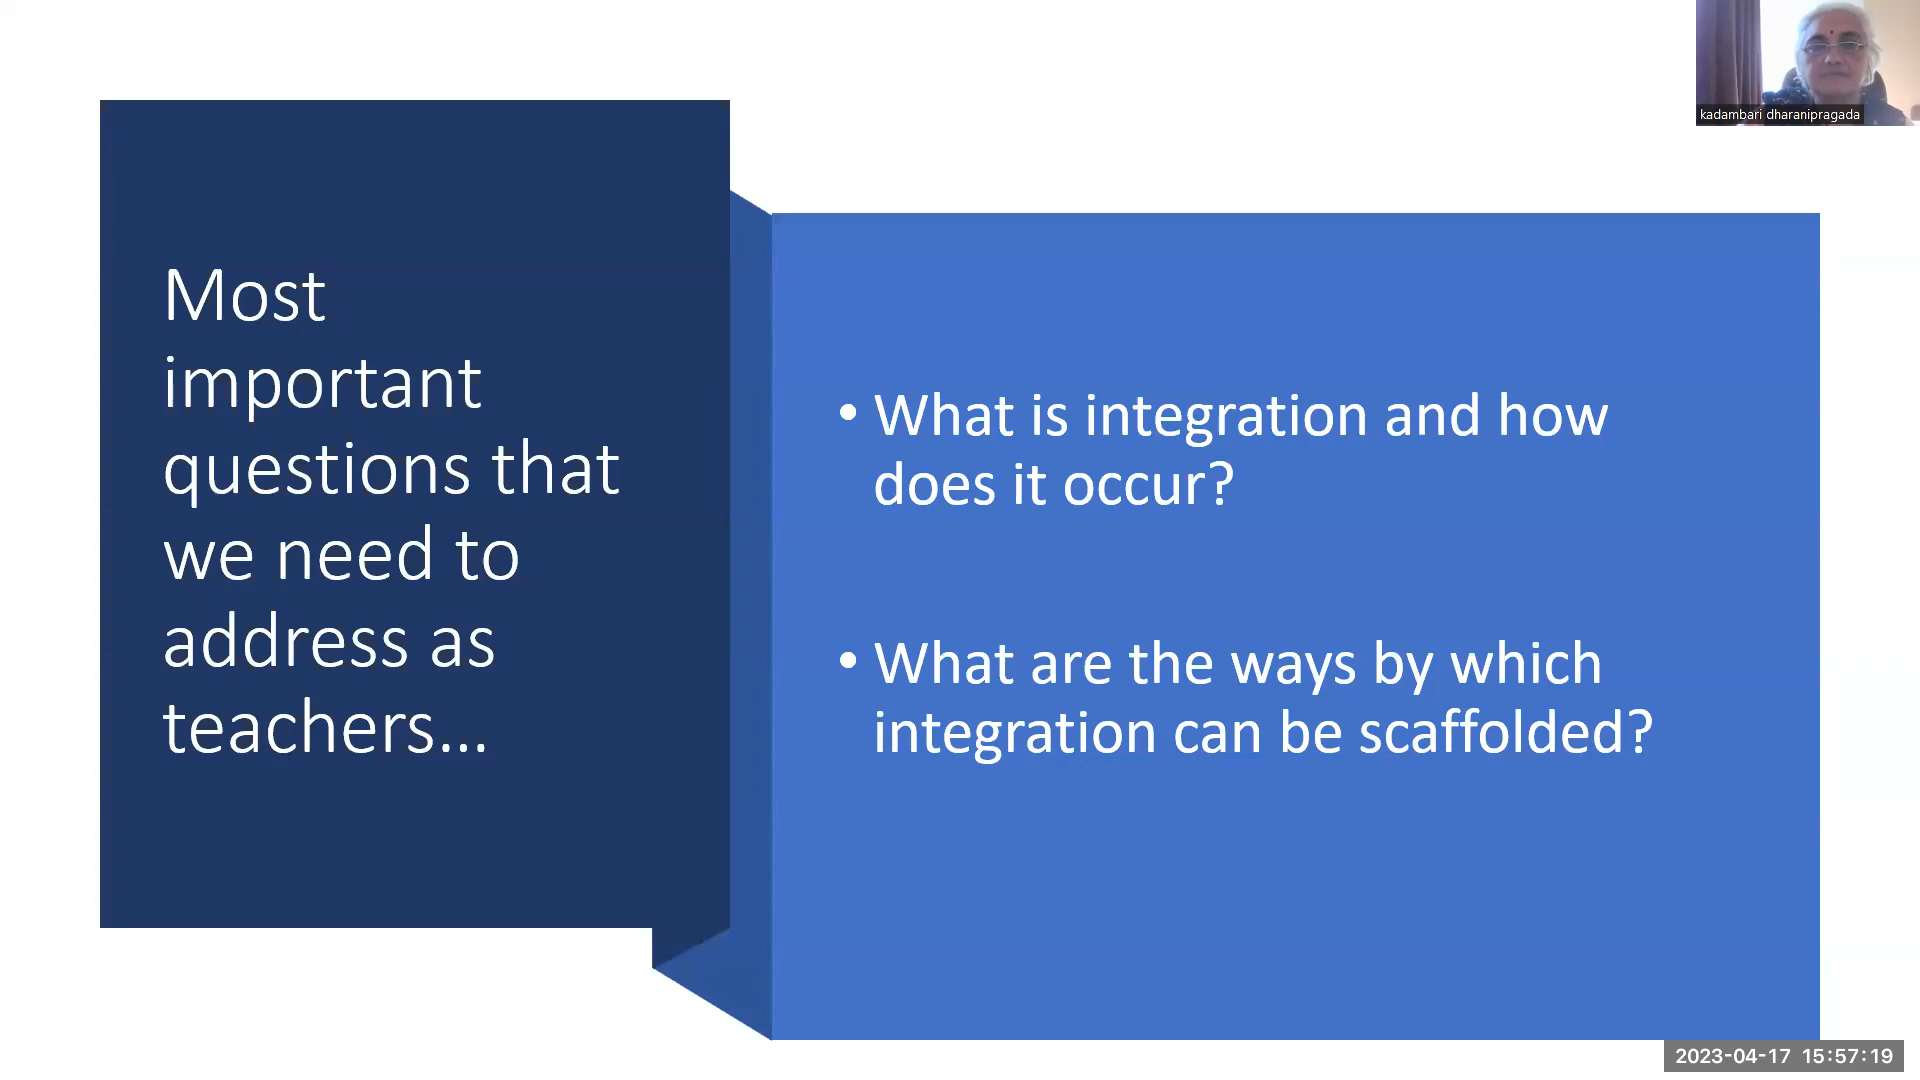 kadambari dharanipragada
Most
important
questions that
we need to
address as
teachers...
• What is integration and how
does it occur?
• What are the ways by which
integration can be scaffolded?
2023-04-17 15:57:19